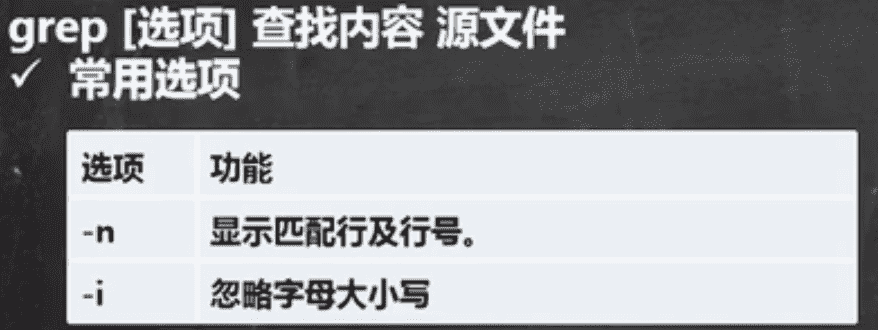 grep [选项] 查找内容 源文件
✓ 常用选项
选项 功能
-n 显示匹配行及行号。
-i 忽略字母大小写